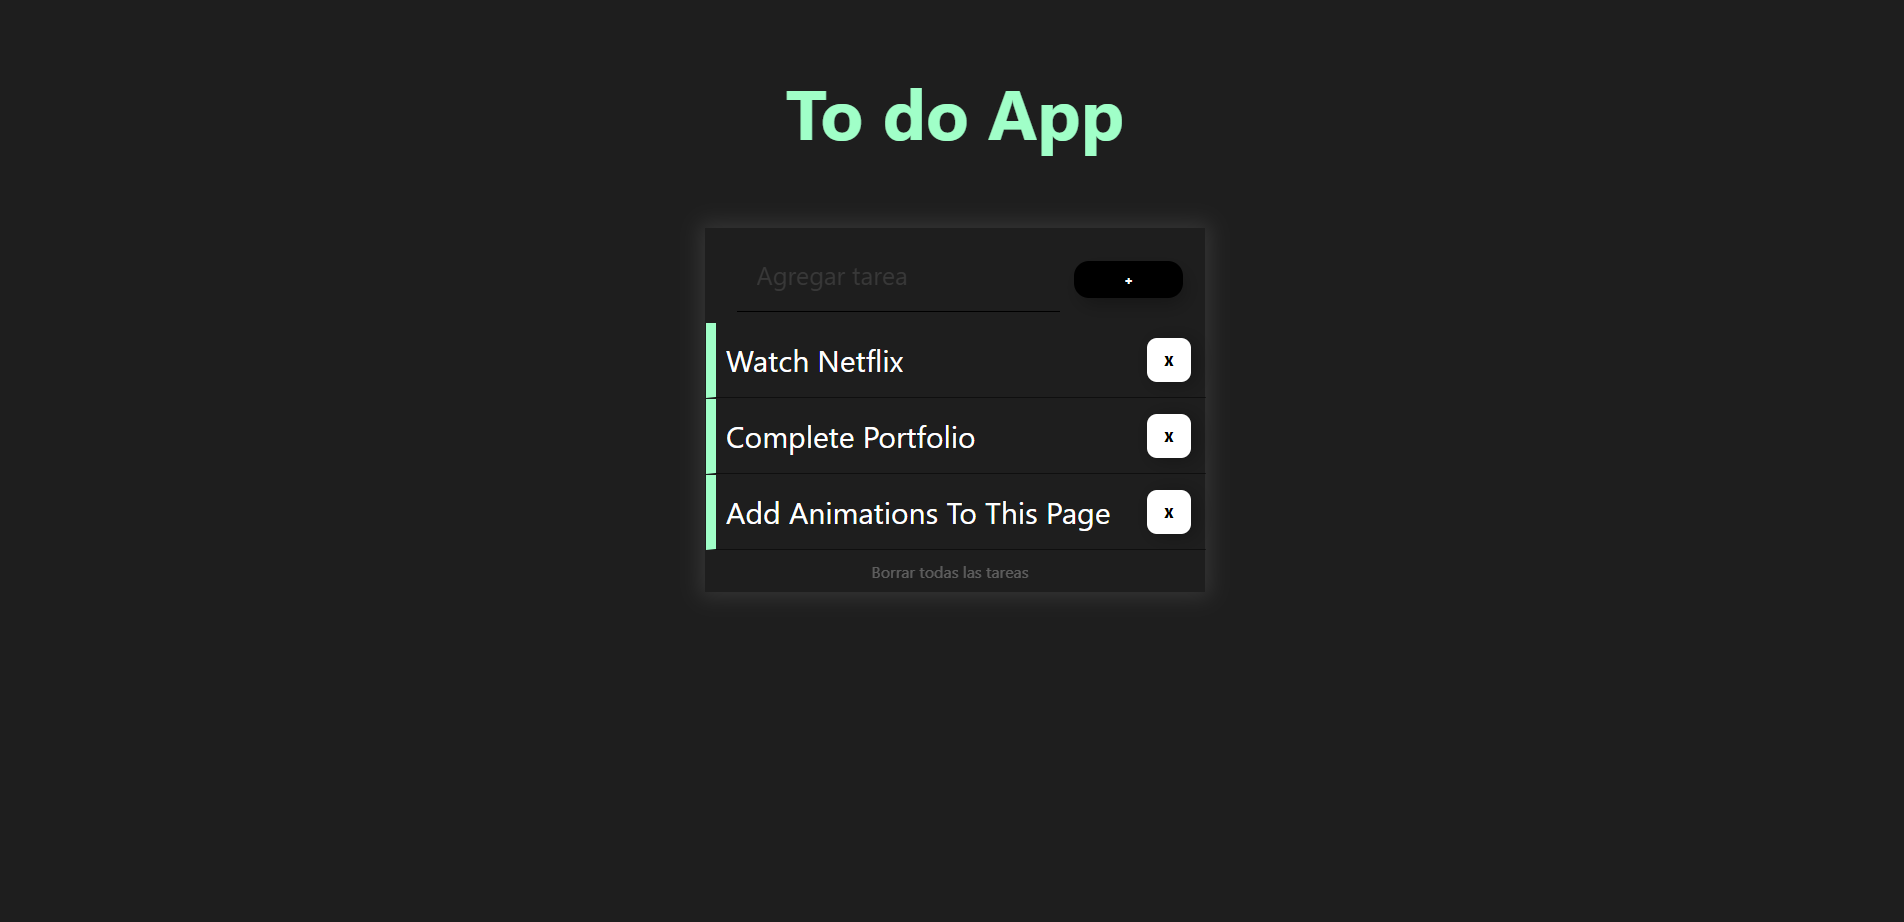 To do App
Agregar tarea
+
Watch Netflix
x
Complete Portfolio
x
Add Animations To This Page
x
Borrar todas las tareas